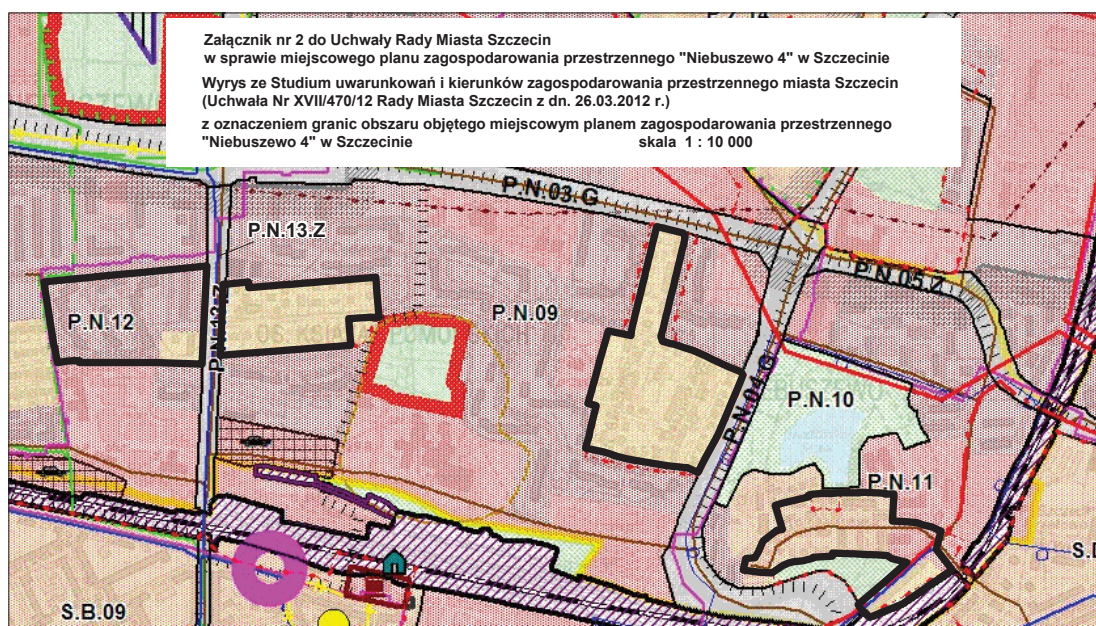 P.Z.14
Załącznik nr 2 do Uchwały Rady Miasta Szczecin
w sprawie miejscowego planu zagospodarowania przestrzennego "Niebuszewo 4" w Szczecinie
Wyrys ze Studium uwarunkowań i kierunków zagospodarowania przestrzennego miasta Szczecin
(Uchwała Nr XVII/470/12 Rady Miasta Szczecin z dn. 26.03.2012 r.)
z oznaczeniem granic obszaru objętego miejscowym planem zagospodarowania przestrzennego
"Niebuszewo 4" w Szczecinie skala 1 : 10 000
P.N.03.G
P.N.13.Z
P.N.05.Z
P.N.12
P.N.13.Z
P.N.09
P.N.04.G
P.N.10
P.N.11
S.B.09